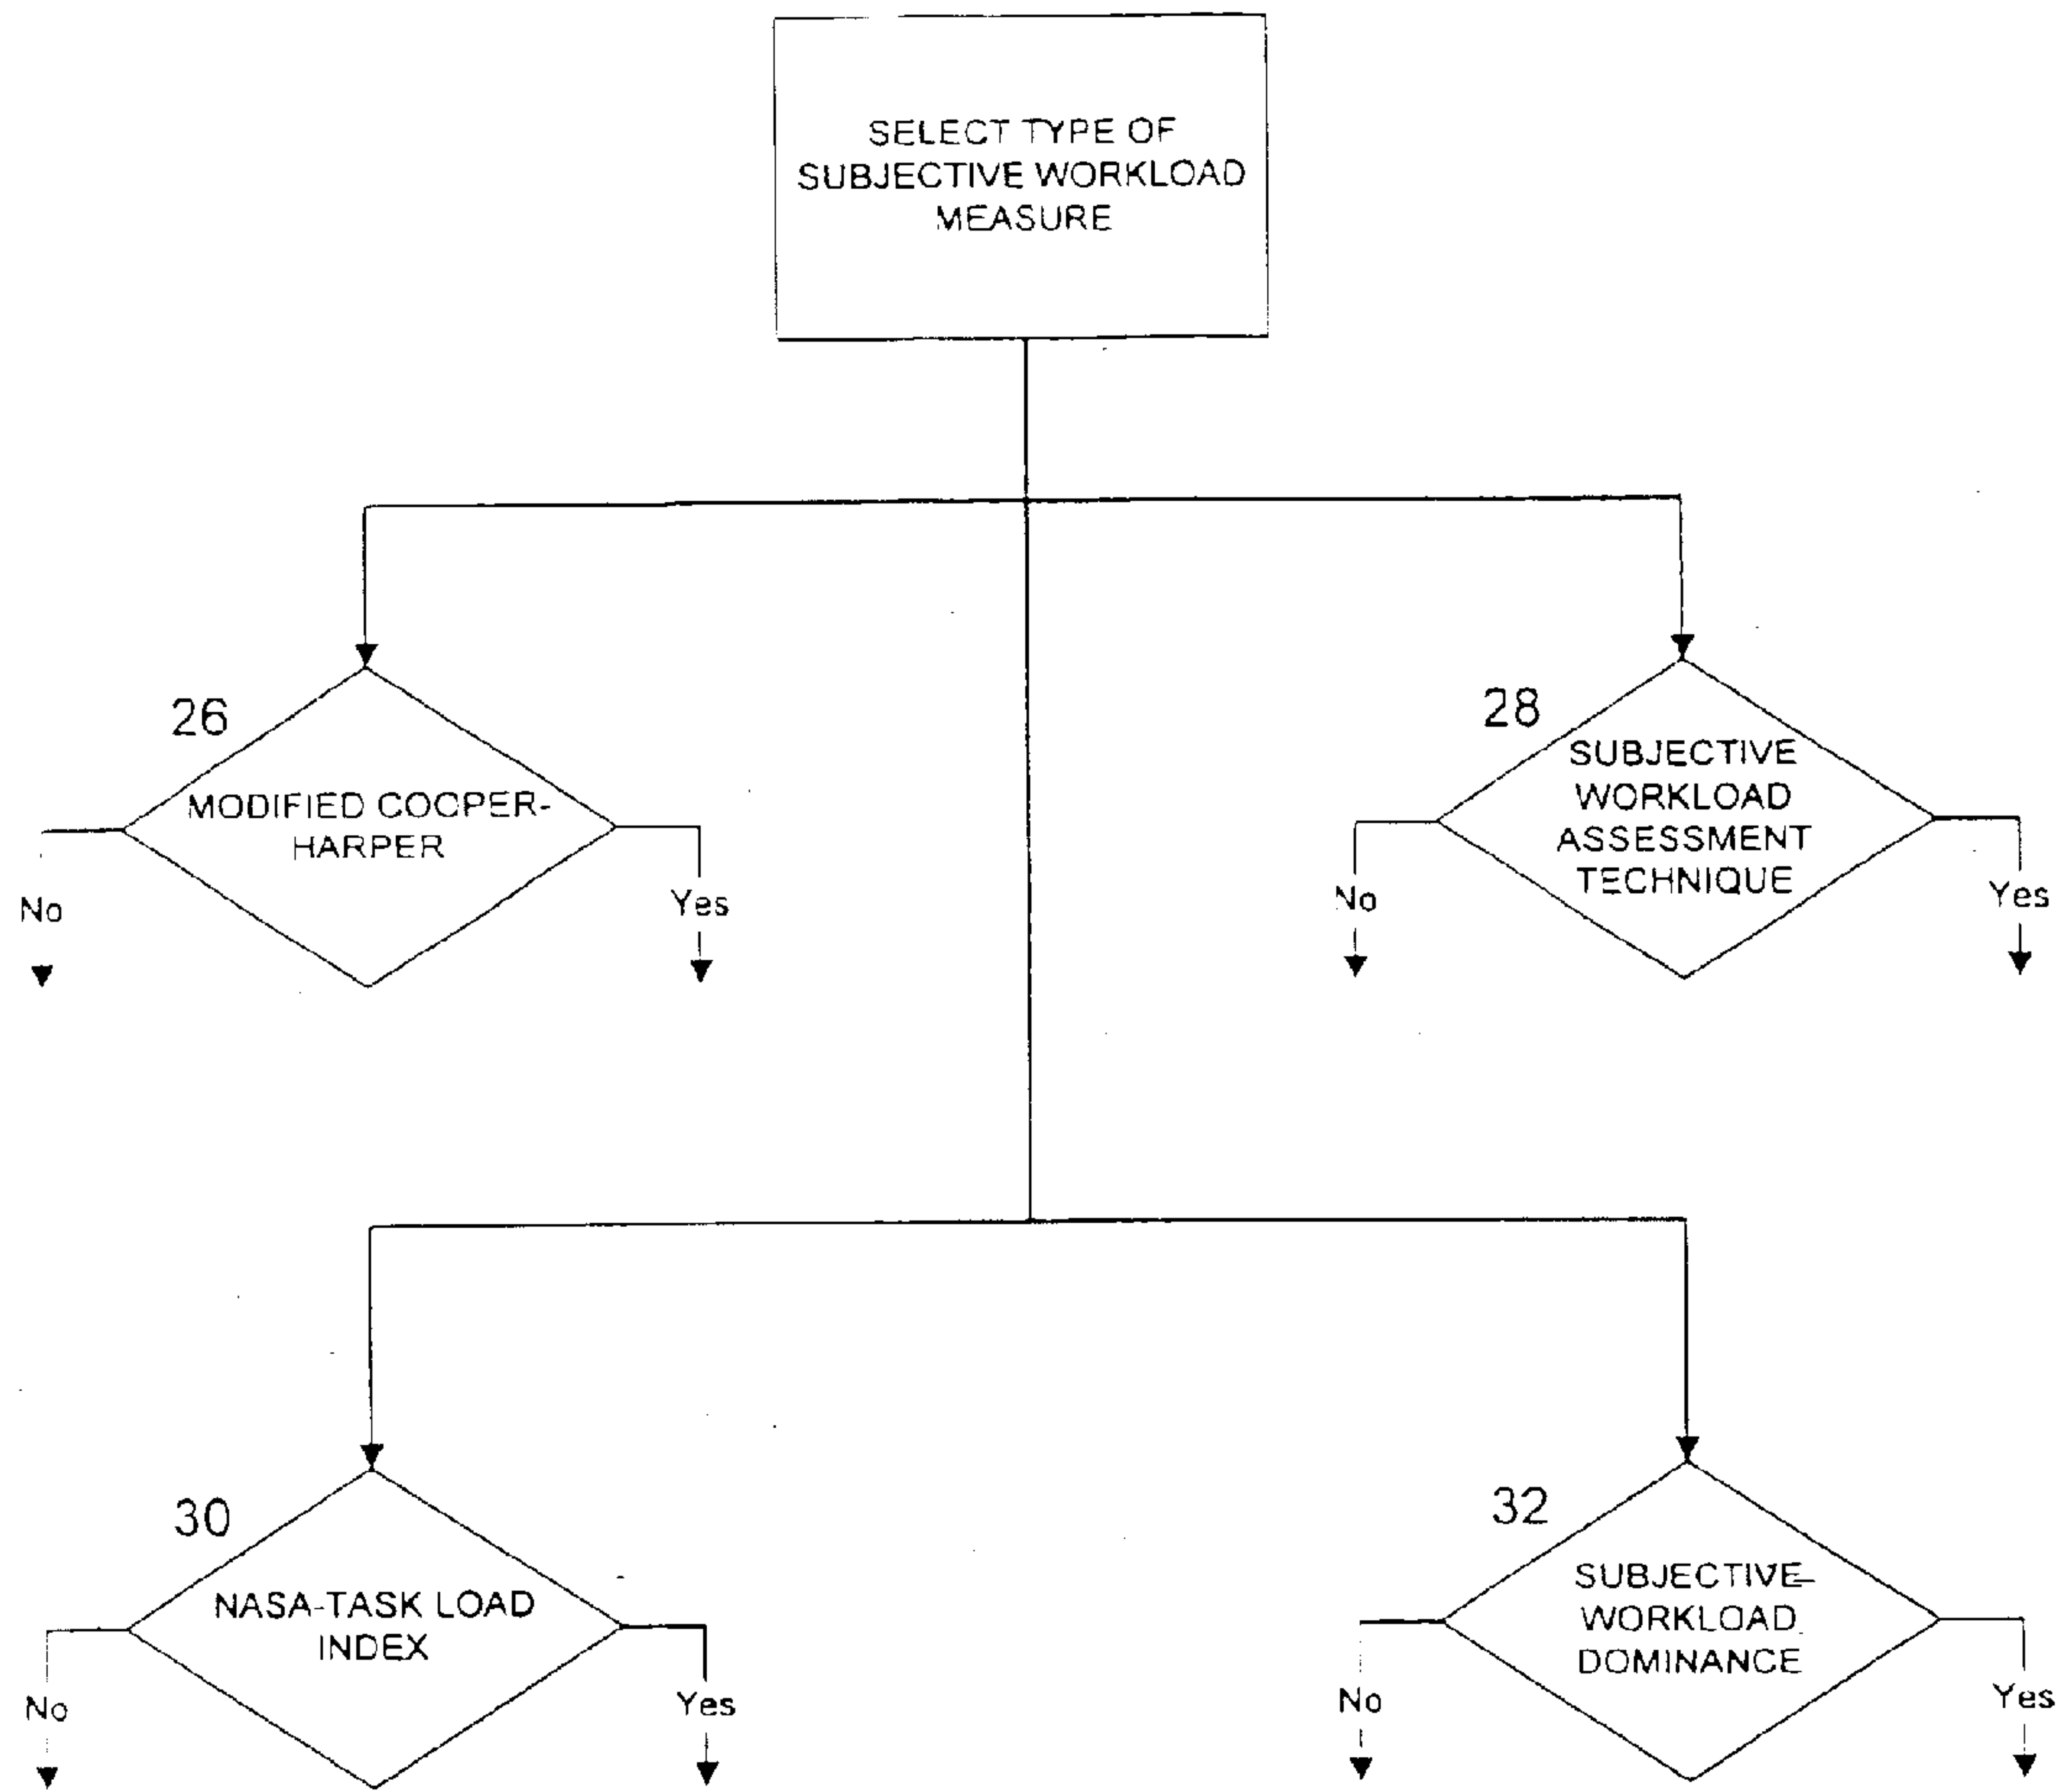 SELECT TYPE OF
SUBJECTIVE WORKLOAD
MEASURE
26
MODIFIED COOPER-
HARPER
No
Yes
28
SUBJECTIVE
WORKLOAD
ASSESSMENT
TECHNIQUE
No
Yes
30
NASA-TASK LOAD
INDEX
No
Yes
32
SUBJECTIVE-
WORKLOAD
DOMINANCE
No
Yes